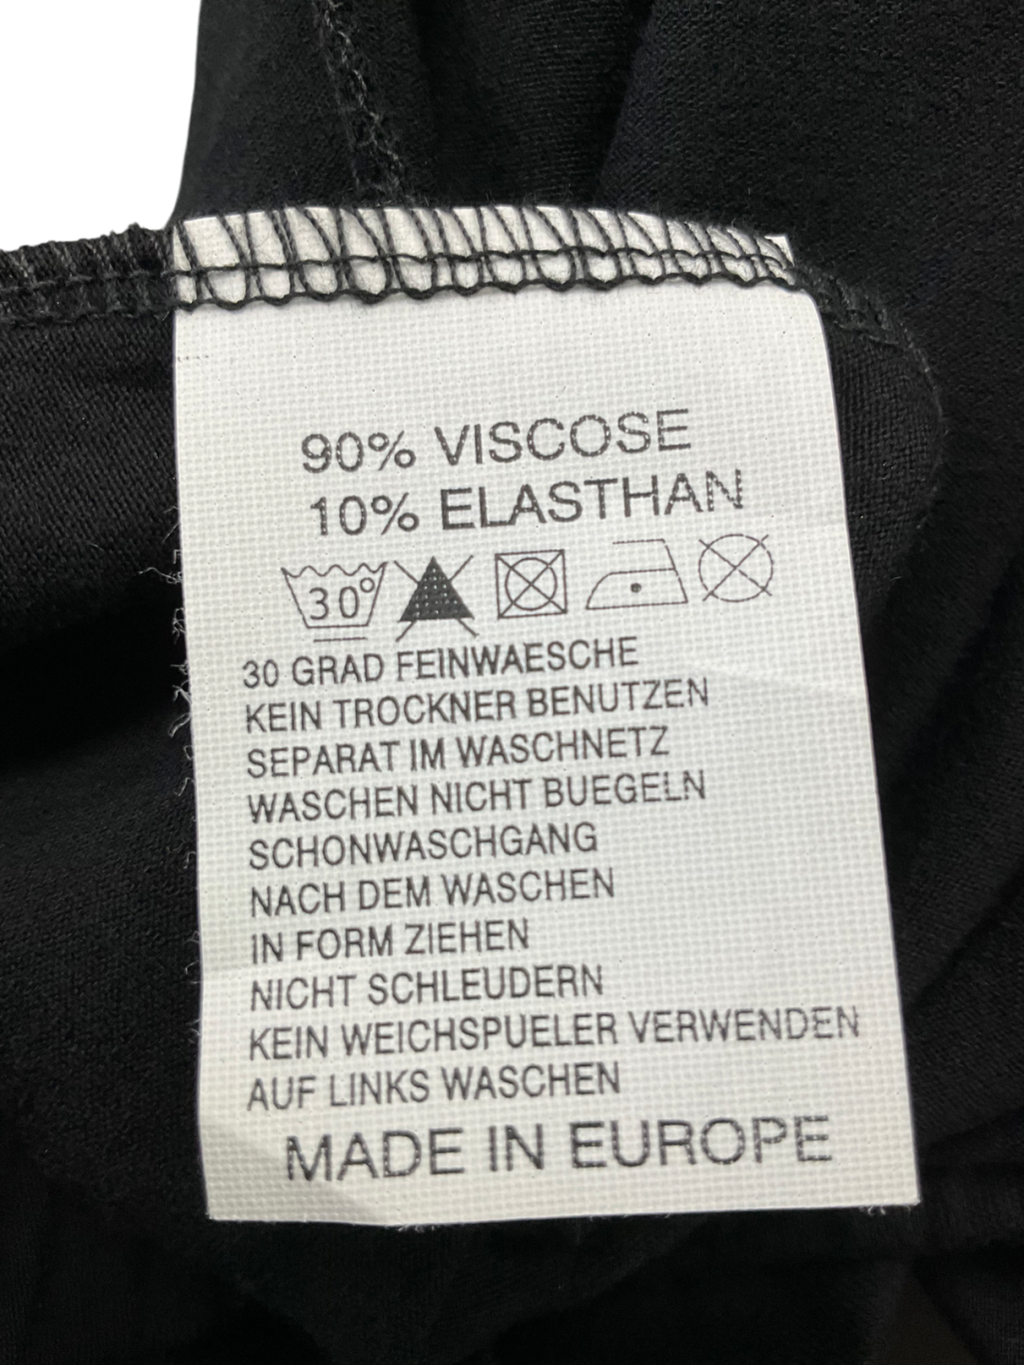 90% VISCOSE
10% ELASTHAN
30°
30 GRAD FEINWAESCHE
KEIN TROCKNER BENUTZEN
SEPARAT IM WASCHNETZ
WASCHEN NICHT BUEGELN
SCHONWASCHGANG
NACH DEM WASCHEN
IN FORM ZIEHEN
NICHT SCHLEUDERN
KEIN WEICHSPUELER VERWENDEN
AUF LINKS WASCHEN
MADE IN EUROPE